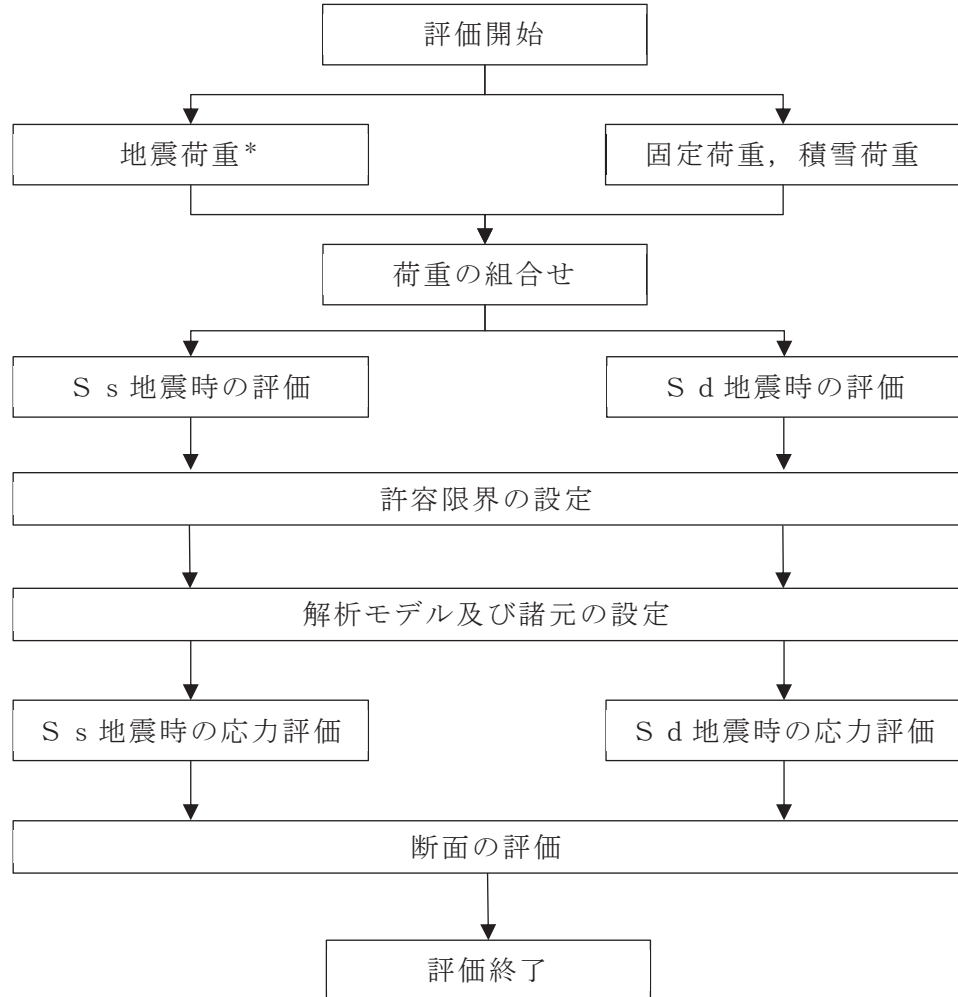 評価開始
地震荷重*
固定荷重，積雪荷重
荷重の組合せ
Ｓｓ地震時の評価
Ｓｄ地震時の評価
許容限界の設定
解析モデル及び諸元の設定
Ｓｓ地震時の応力評価
Ｓｄ地震時の応力評価
断面の評価
評価終了